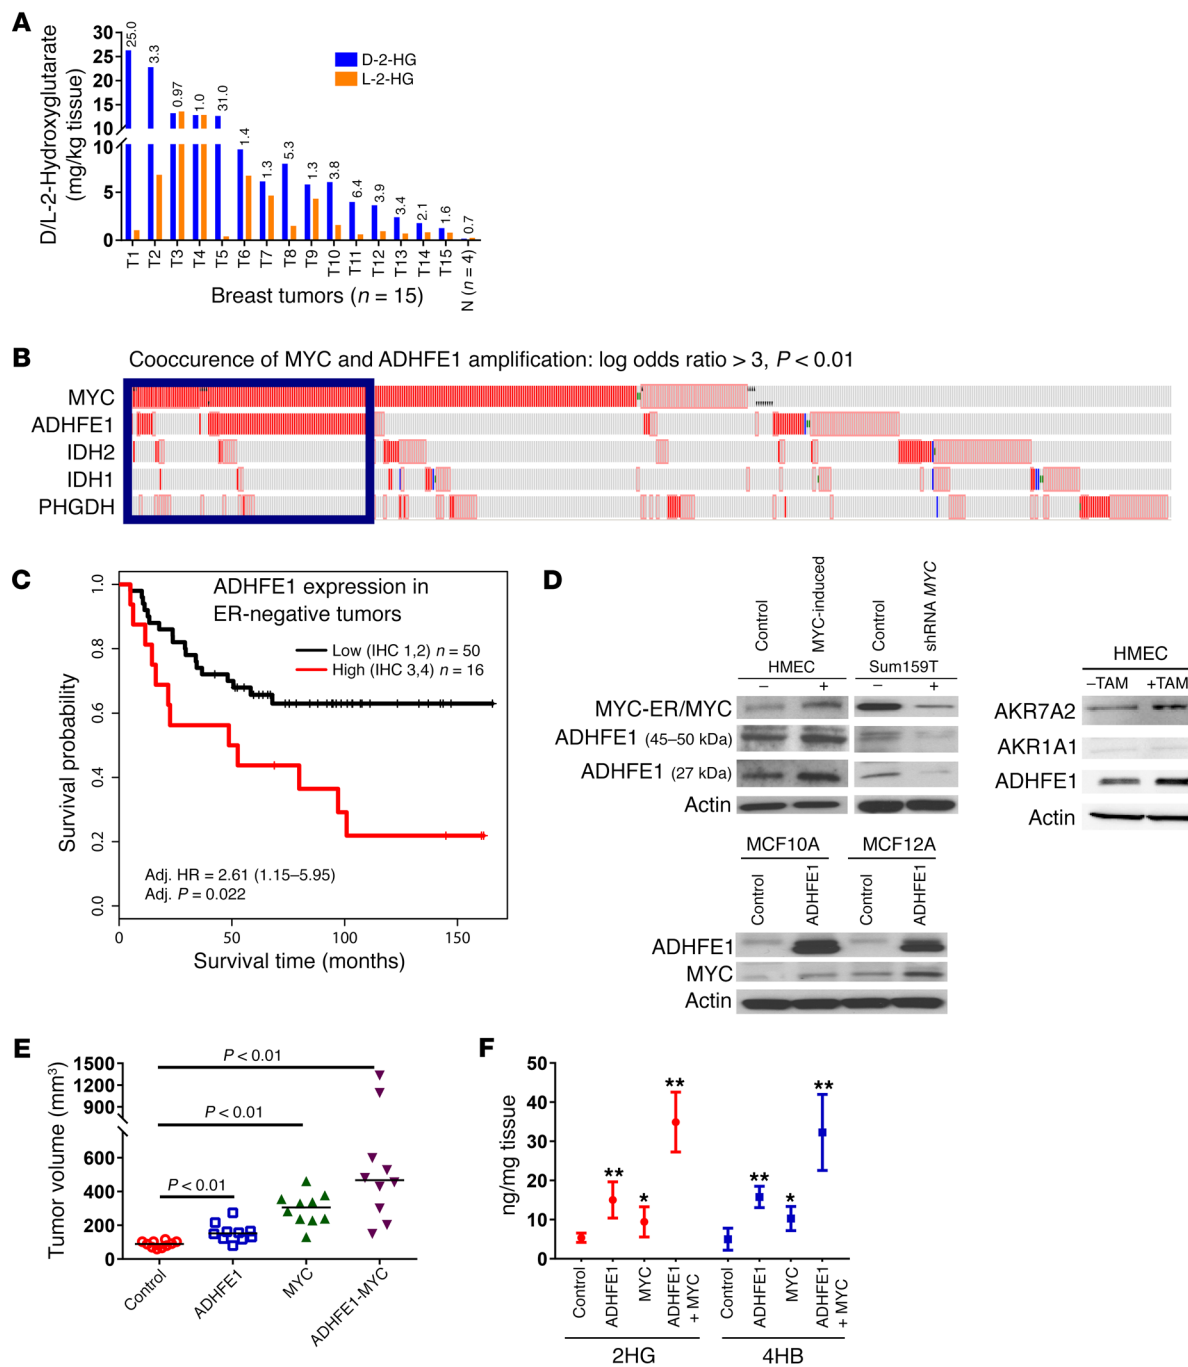 A
D/L-2-Hydroxyglutarate
(mg/kg tissue)
30
25
20
15
10
10
5
0
25.0
3.3
0.97
1.0
31.0
1.4
1.3
5.3
1.3
3.8
6.4
3.9
3.4
2.1
1.6
0.7
D-2-HG
L-2-HG
T1
T2
T3
T4
T5
T6
T7
T8
T9
T10
T11
T12
T13
T14
T15
N (n = 4)
Breast tumors (n = 15)
B
Cooccurence of MYC and ADHFE1 amplification: log odds ratio > 3, P < 0.01
MYC
ADHFE1
IDH2
IDH1
PHGDH
C
ADHFE1 expression in
ER-negative tumors
Low (IHC 1,2) n = 50
High (IHC 3,4) n = 16
Survival probability
1.0
0.8
0.6
0.4
0.2
0.0
Adj. HR = 2.61 (1.15–5.95)
Adj. P = 0.022
0
50
100
150
Survival time (months)
D
Control
MYC-induced
Control
shRNA MYC
HMEC
Sum159T
– + – +
MYC-ER/MYC
ADHFE1 (45–50 kDa)
ADHFE1 (27 kDa)
Actin
HMEC
–TAM +TAM
AKR7A2
AKR1A1
ADHFE1
Actin
MCF10A
MCF12A
Control
ADHFE1
Control
ADHFE1
ADHFE1
MYC
Actin
E
Tumor volume (mm³)
1500
1200
900
600
400
200
0
P < 0.01
P < 0.01
P < 0.01
Control
ADHFE1
MYC
ADHFE1-MYC
F
ng/mg tissue
50
40
30
20
10
0
**
*
**
**
*
**
Control
ADHFE1
MYC
ADHFE1
+ MYC
Control
ADHFE1
MYC
ADHFE1
+ MYC
2HG
4HB